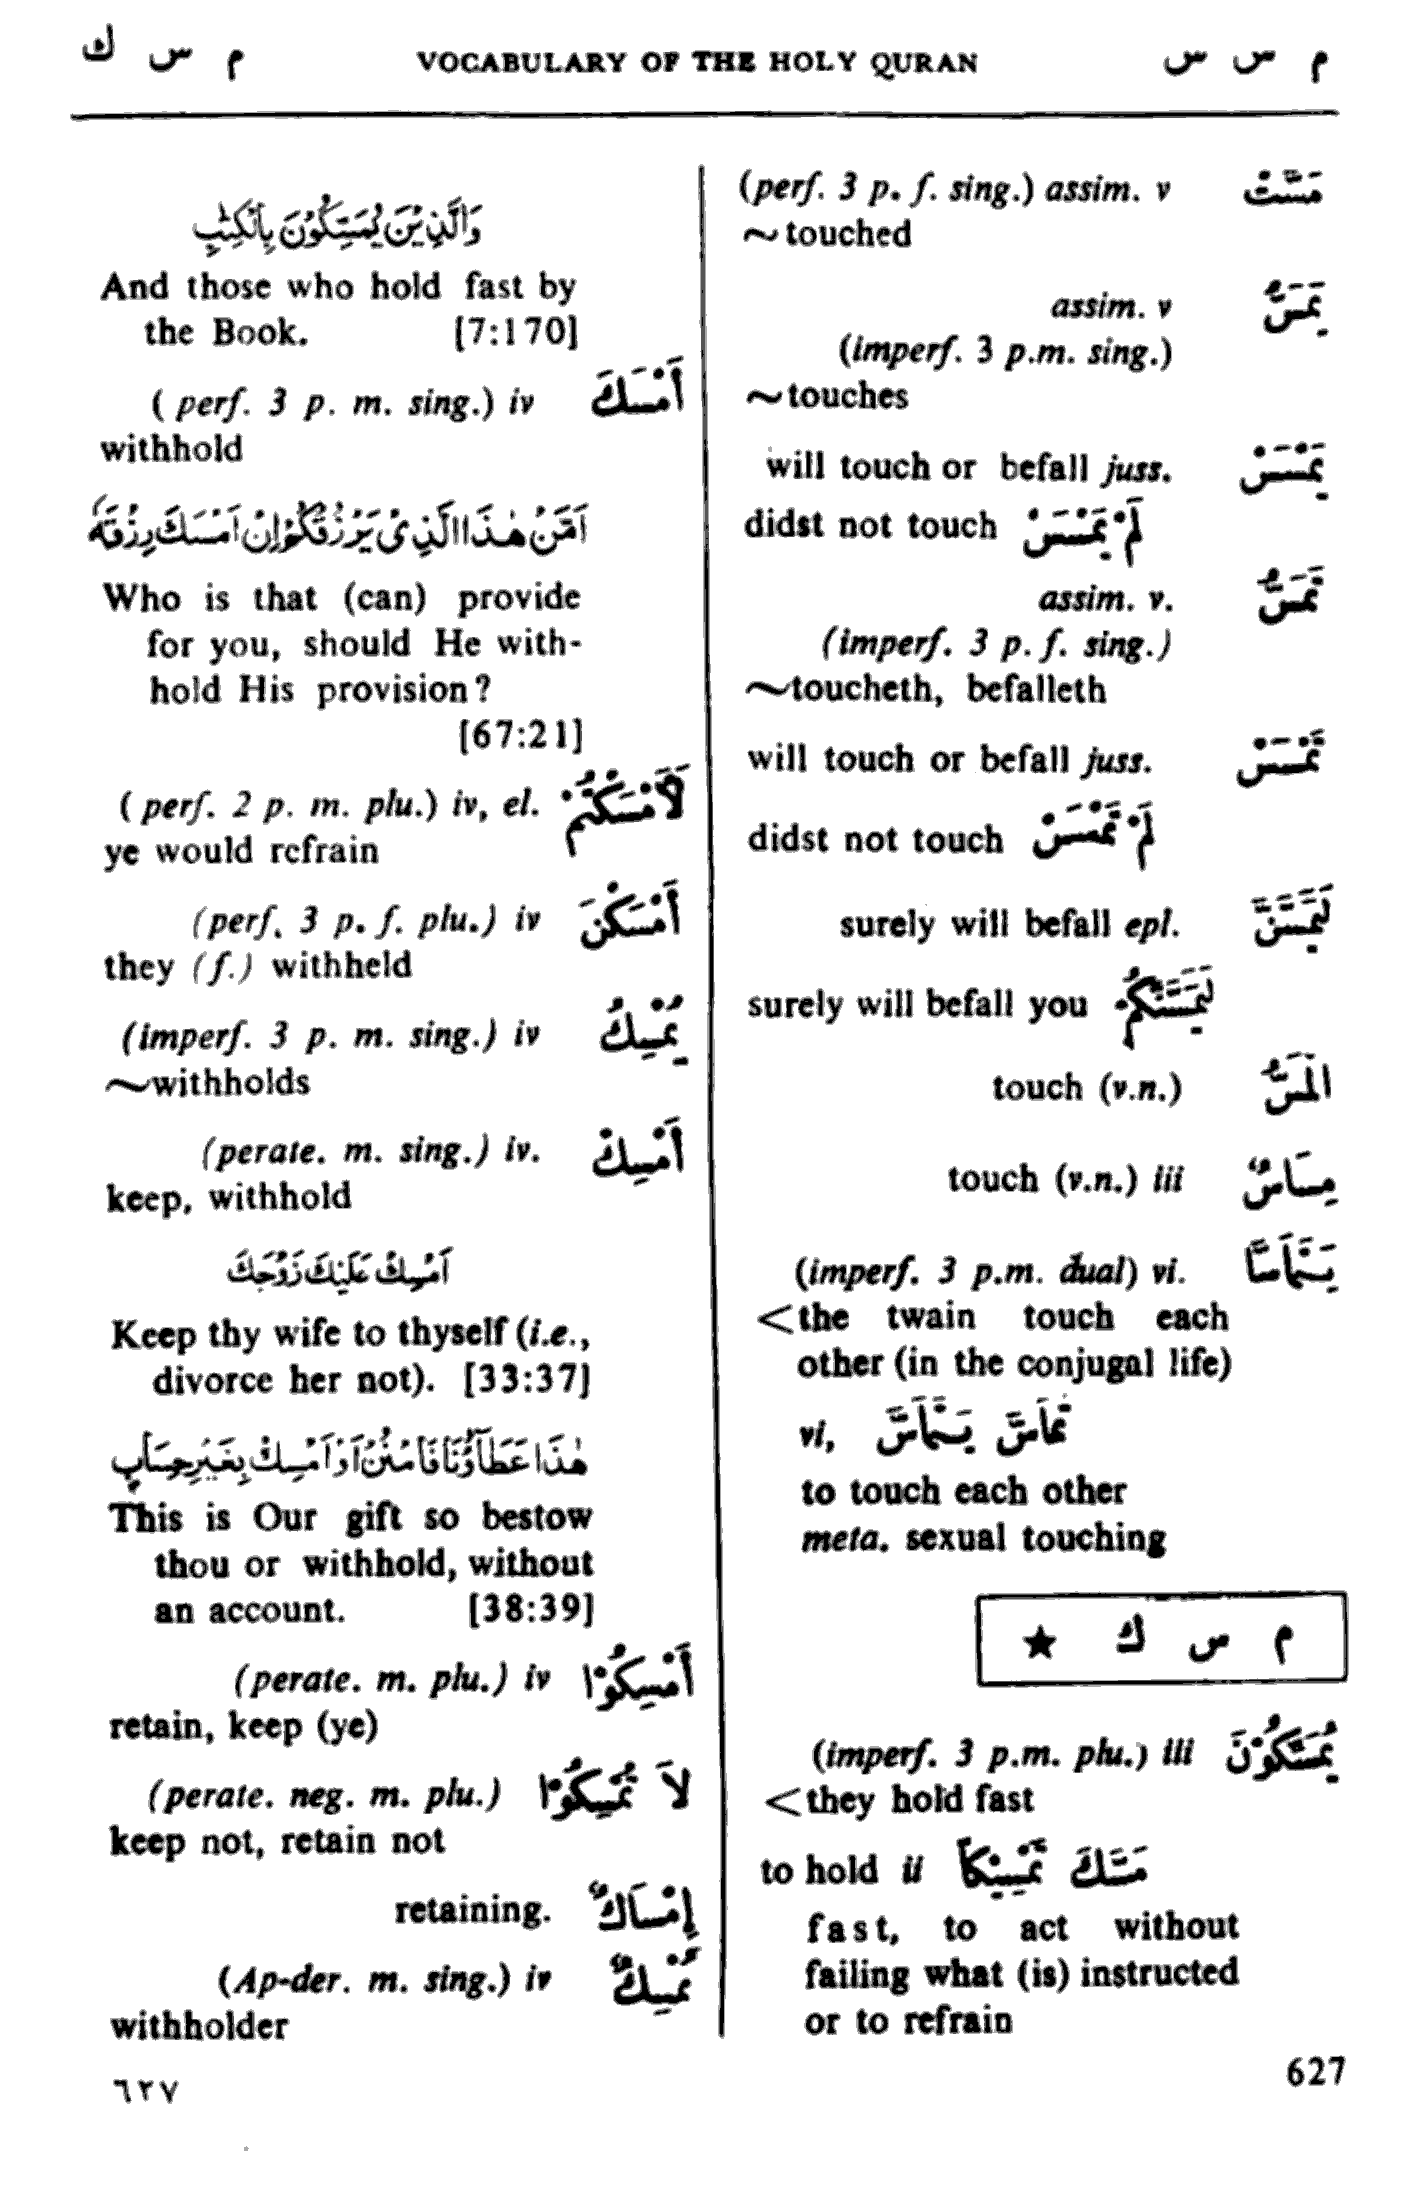 م س ك VOCABULARY OF THE HOLY QURAN م س س
(perf. 3 p. f. sing.) assim. v مَسَّتْ
~touched
assim. v يَمَسُّ
(imperf. 3 p.m. sing.)
~touches
will touch or befall juss. يَمْسَسْ
didst not touch لَمْ يَمْسَسْ
assim. v. تَمَسُّ
(imperf. 3 p. f. sing.)
~toucheth, befalleth
will touch or befall juss. تَمْسَسْ
didst not touch لَمْ تَمْسَسْ
surely will befall epl. لَيَمَسَّنَّ
surely will befall you لَيَمَسَّنَّكُمْ
touch (v.n.) الْمَسُّ
touch (v.n.) iii مِسَاسٌ
(imperf. 3 p.m. dual) vi. يَتَمَاسَّا
<the twain touch each
other (in the conjugal life)
vi, تَمَاسَّ يَتَمَاسَّ
to touch each other
meta. sexual touching
م س ك ★
(imperf. 3 p.m. plu.) iii يُمَسِّكُوْنَ
<they hold fast
to hold ii مَسَّكَ تَمْسِيْكاً
fast, to act without
failing what (is) instructed
or to refrain
وَالَّذِيْنَ يُمَسِّكُوْنَ بِالْكِتٰبِ
And those who hold fast by
the Book. [7:170]
(perf. 3 p. m. sing.) iv أَمْسَكَ
withhold
اَمَّنْ هٰذَا الَّذِىْ يَرْزُقُكُمْ اِنْ اَمْسَكَ رِزْقَهٗ
Who is that (can) provide
for you, should He with-
hold His provision?
[67:21]
(perf. 2 p. m. plu.) iv, el. لَأَمْسَكْتُمْ
ye would refrain
(perf. 3 p. f. plu.) iv أَمْسَكْنَ
they (f.) withheld
(imperf. 3 p. m. sing.) iv يُمْسِكُ
~withholds
(perate. m. sing.) iv. أَمْسِكْ
keep, withhold
اَمْسِكْ عَلَيْكَ زَوْجَكَ
Keep thy wife to thyself (i.e.,
divorce her not). [33:37]
هٰذَا عَطَآؤُنَا فَامْنُنْ اَوْ اَمْسِكْ بِغَيْرِ حِسَابٍ
This is Our gift so bestow
thou or withhold, without
an account. [38:39]
(perate. m. plu.) iv أَمْسِكُوْا
retain, keep (ye)
(perate. neg. m. plu.) لاَ تُمْسِكُوْا
keep not, retain not
retaining. إِمْسَاكٌ
(Ap-der. m. sing.) iv مُمْسِكٌ
withholder
٦٢٧
627